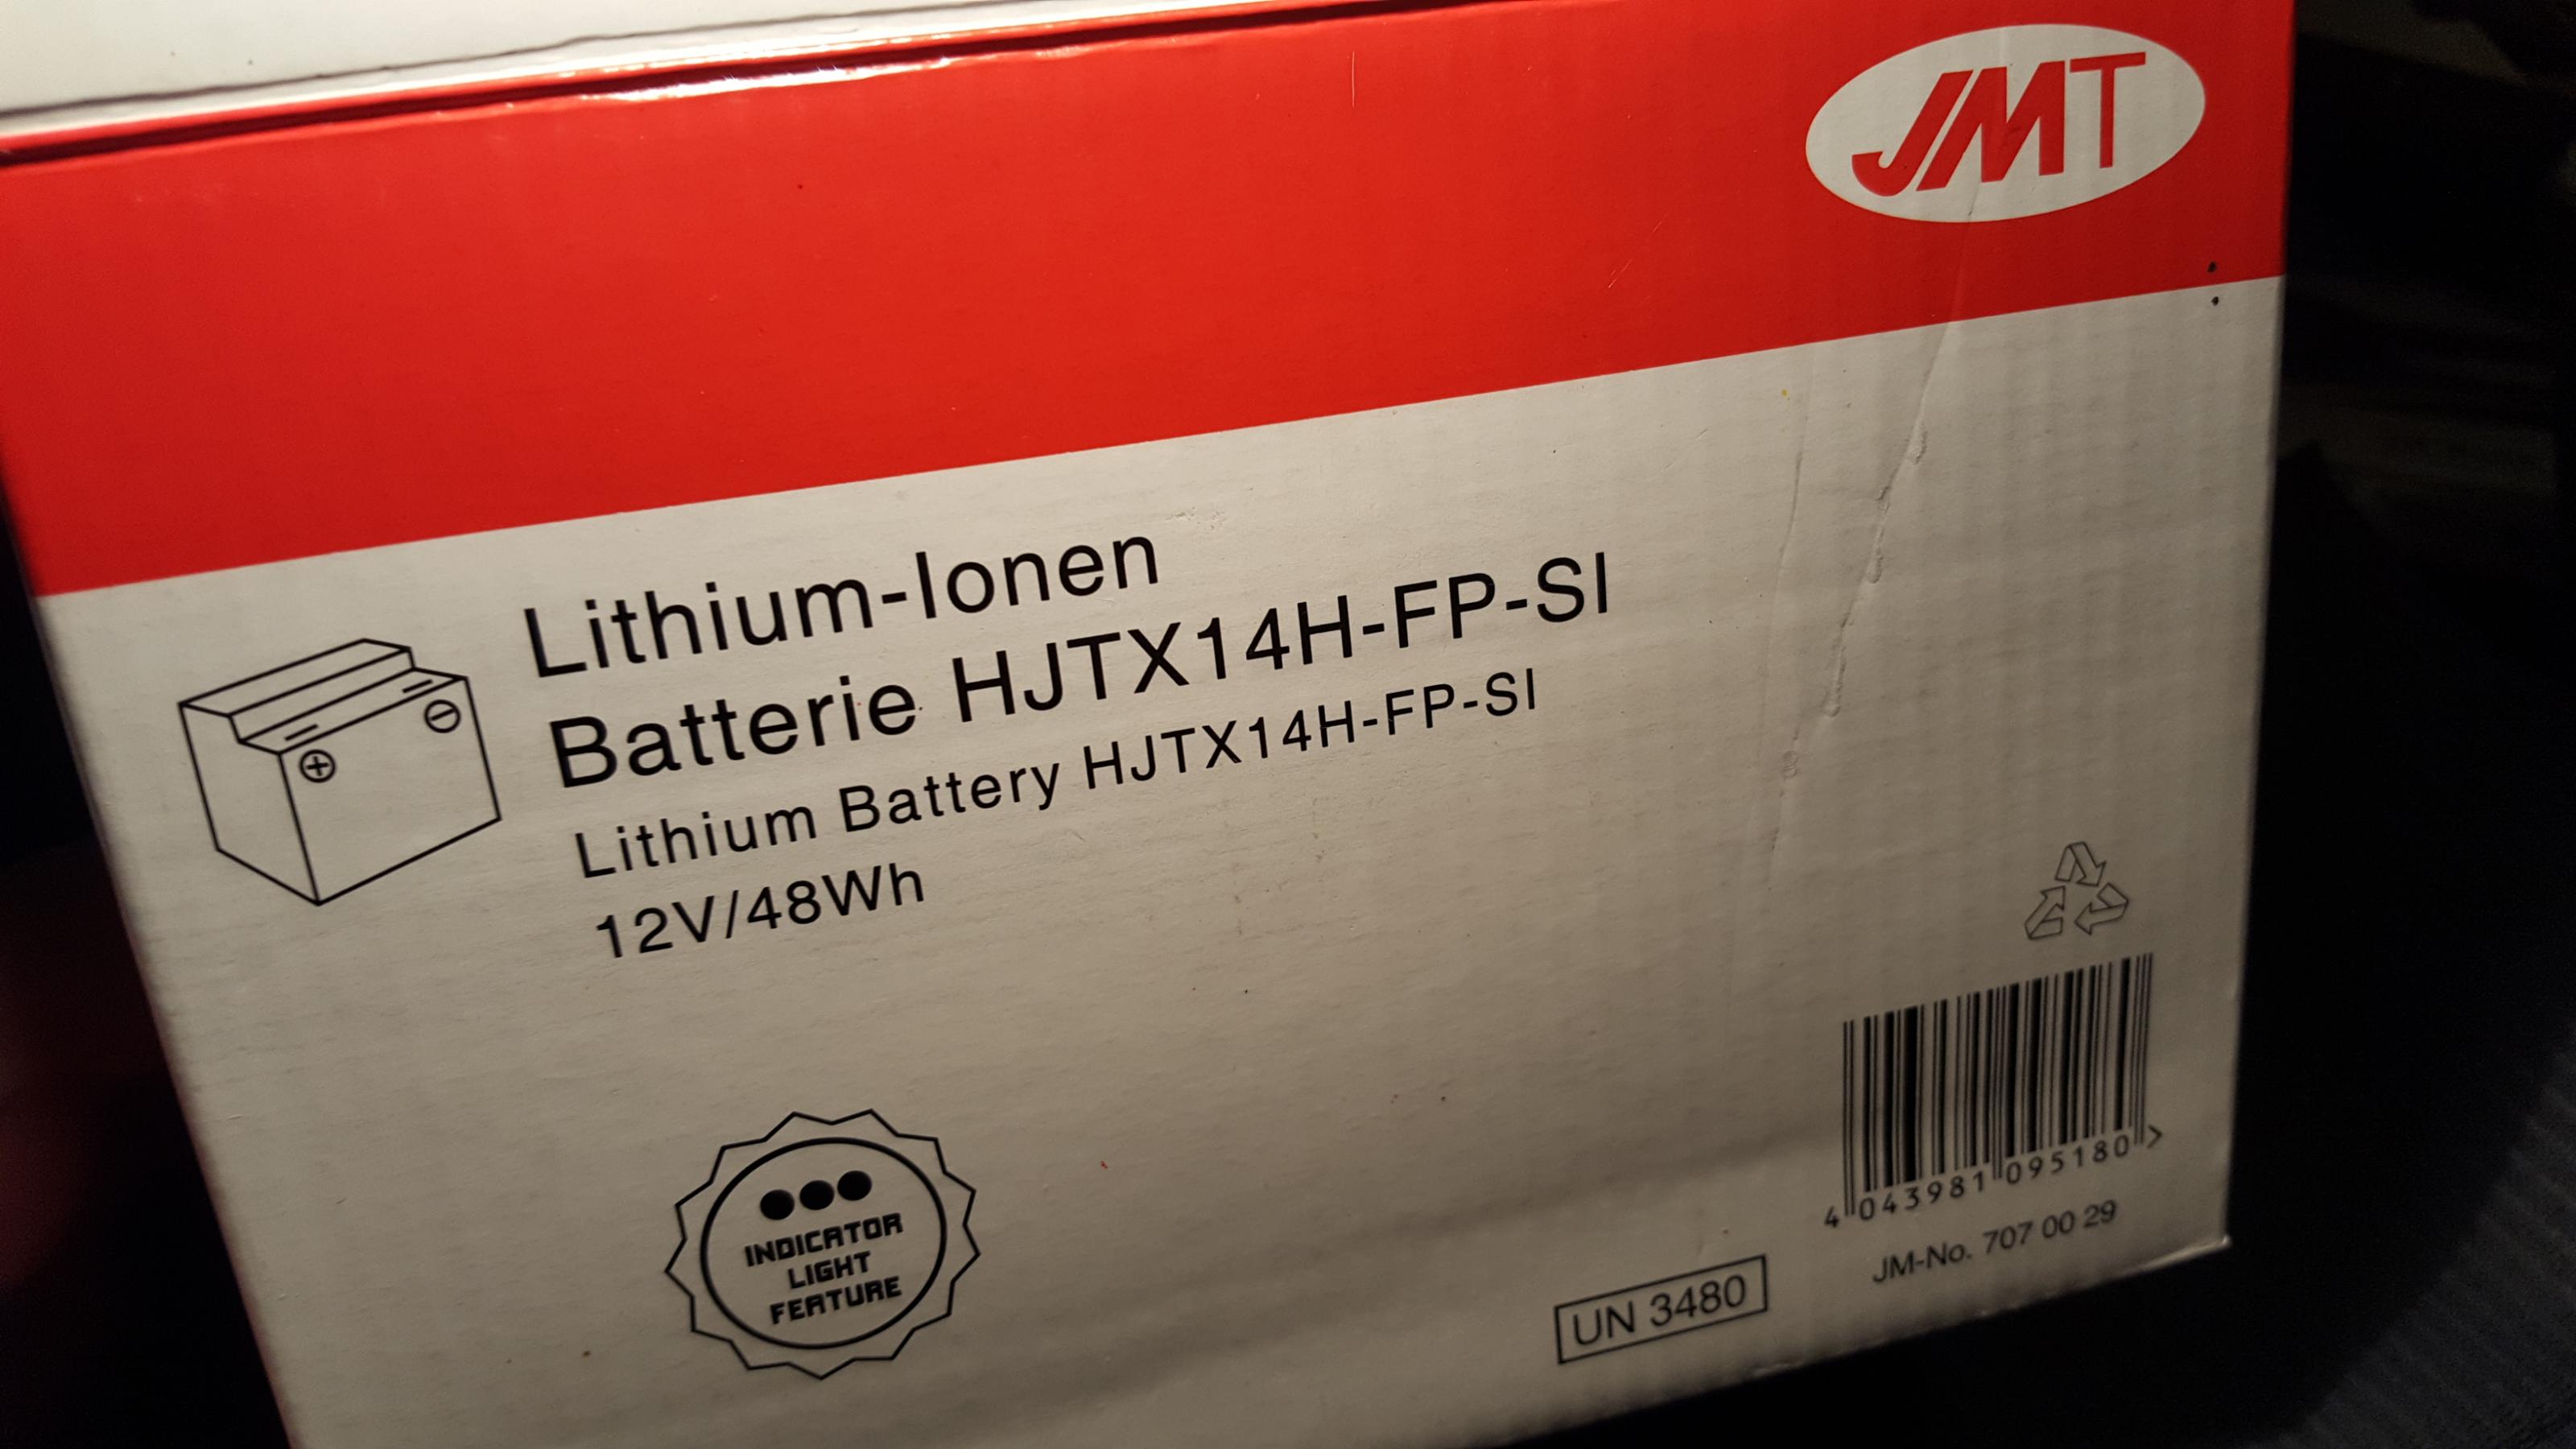 JMT
Lithium-Ionen
Batterie HJTX14H-FP-SI
Lithium Battery HJTX14H-FP-SI
12V/48Wh
INDICATOR
LIGHT
FEATURE
4 043981 095180 >
JM-No. 707 00 29
UN 3480